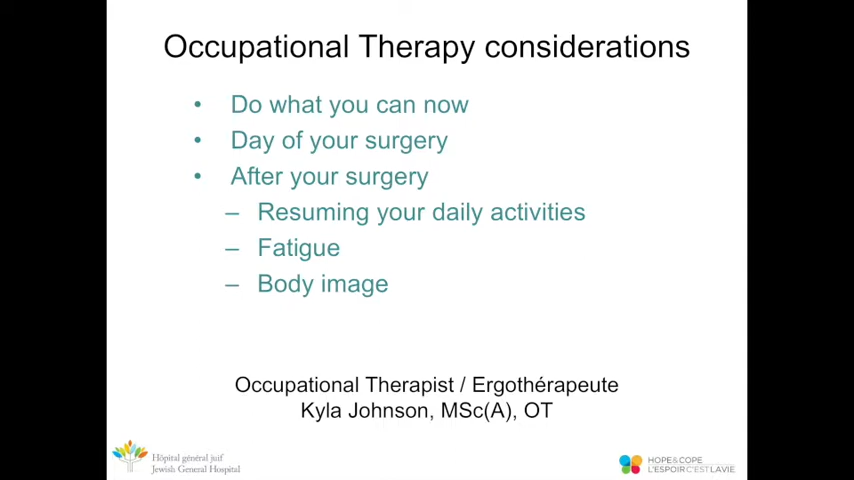 Occupational Therapy considerations
• Do what you can now
• Day of your surgery
• After your surgery
– Resuming your daily activities
– Fatigue
– Body image
Occupational Therapist / Ergothérapeute
Kyla Johnson, MSc(A), OT
Hôpital général juif
Jewish General Hospital
HOPE&COPE
L'ESPOIR C'EST LA VIE